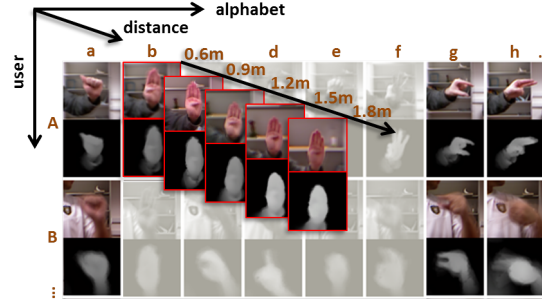 alphabet
distance
user
a b 0.6m d e f g h .
0.9m
1.2m
1.5m
1.8m
A
B
⋮